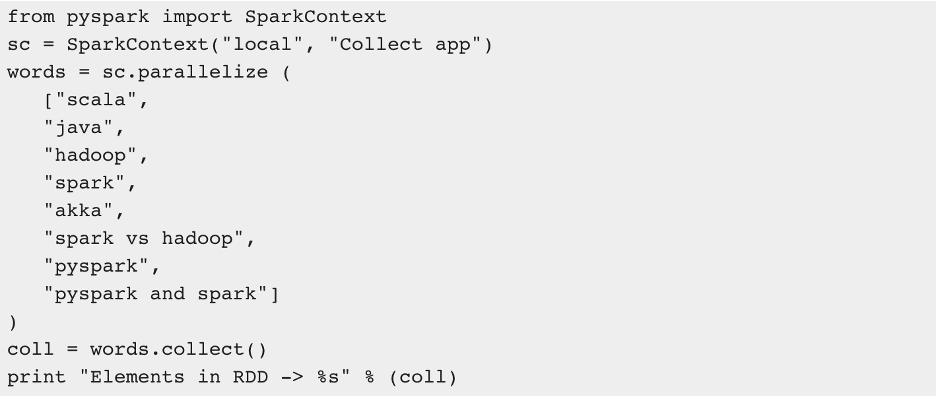 from pyspark import SparkContext
sc = SparkContext("local", "Collect app")
words = sc.parallelize (
   ["scala",
   "java",
   "hadoop",
   "spark",
   "akka",
   "spark vs hadoop",
   "pyspark",
   "pyspark and spark"]
)
coll = words.collect()
print "Elements in RDD -> %s" % (coll)